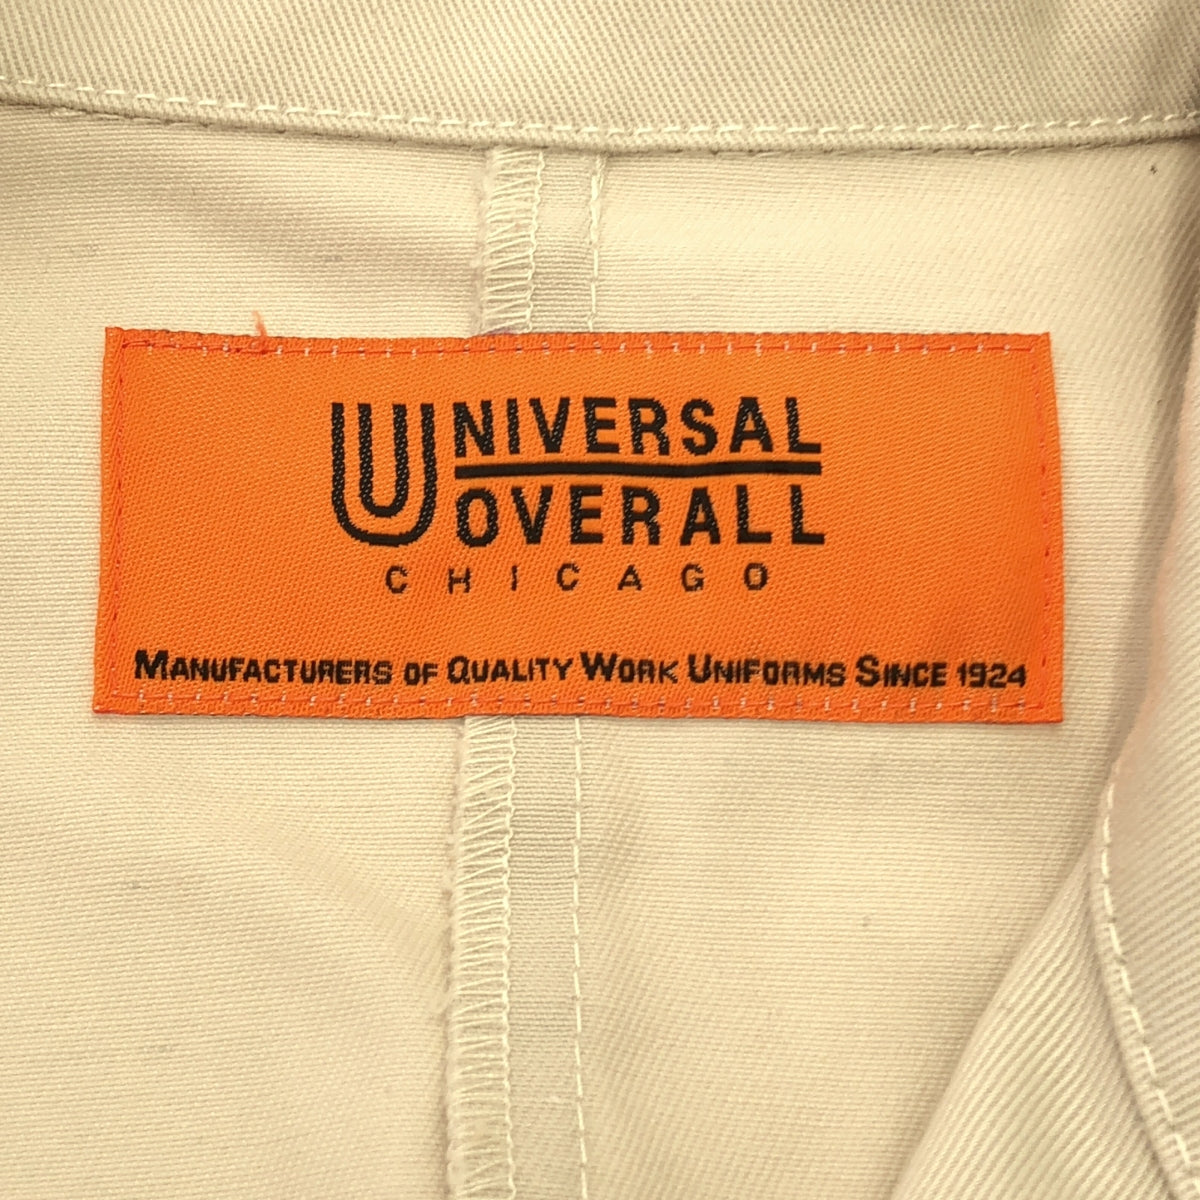 UNIVERSAL
OVERALL
CHICAGO
MANUFACTURERS OF QUALITY WORK UNIFORMS SINCE 1924